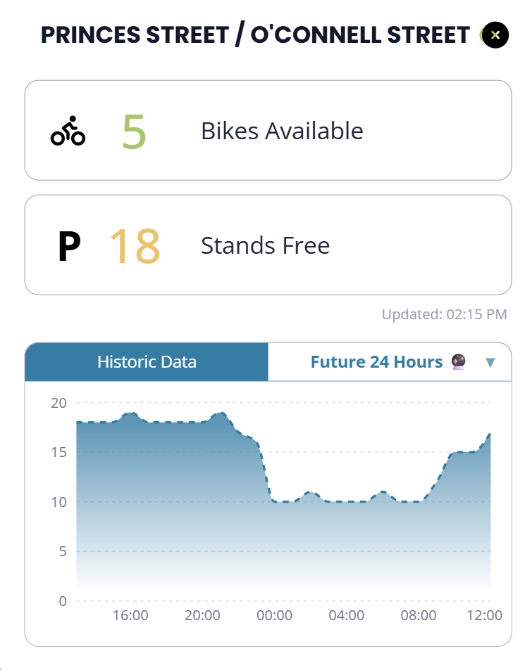 PRINCES STREET / O'CONNELL STREET
5 Bikes Available
P 18 Stands Free
Updated: 02:15 PM
Historic Data Future 24 Hours 🔮 ▼
20
15
10
5
0
16:00 20:00 00:00 04:00 08:00 12:00